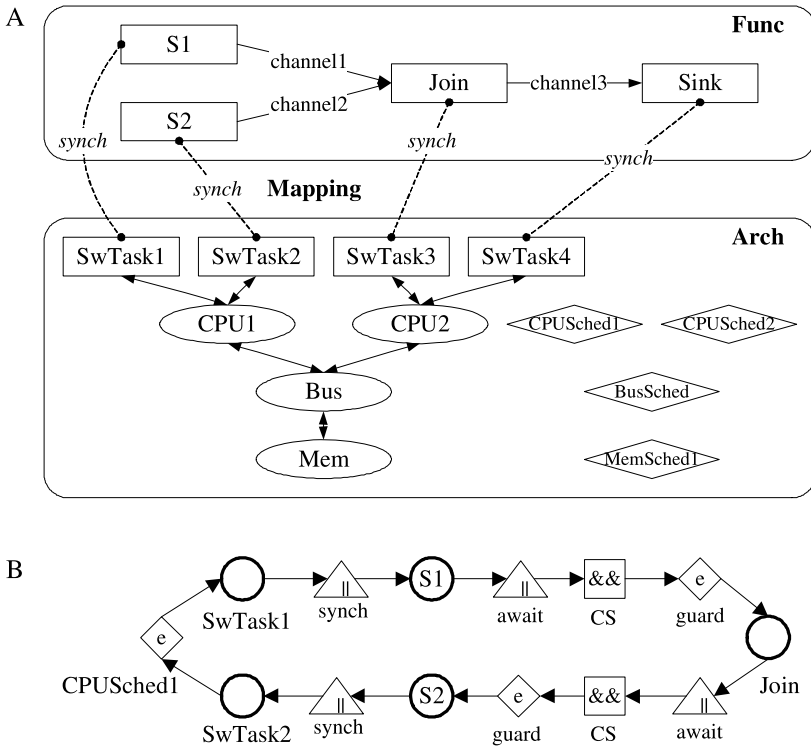 A
Func
S1
channel1
Join
channel3
Sink
channel2
S2
synch
synch
synch
synch
Mapping
Arch
SwTask1
SwTask2
SwTask3
SwTask4
CPU1
CPU2
CPUSched1
CPUSched2
Bus
BusSched
Mem
MemSched1
B
S1
&&
e
synch
await
CS
guard
SwTask1
e
CPUSched1
Join
S2
e
&&
SwTask2
synch
guard
CS
await